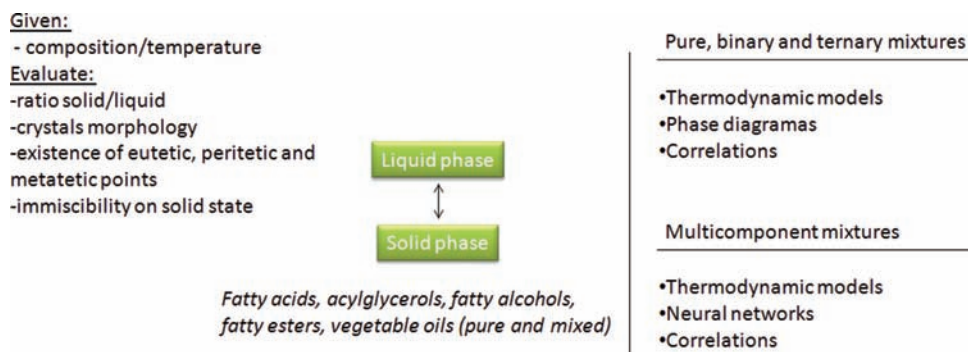 Given:
- composition/temperature
Evaluate:
-ratio solid/liquid
-crystals morphology
-existence of eutetic, peritetic and
metatetic points
-immiscibility on solid state
Liquid phase
Solid phase
Fatty acids, acylglycerols, fatty alcohols,
fatty esters, vegetable oils (pure and mixed)
Pure, binary and ternary mixtures
•Thermodynamic models
•Phase diagramas
•Correlations
Multicomponent mixtures
•Thermodynamic models
•Neural networks
•Correlations